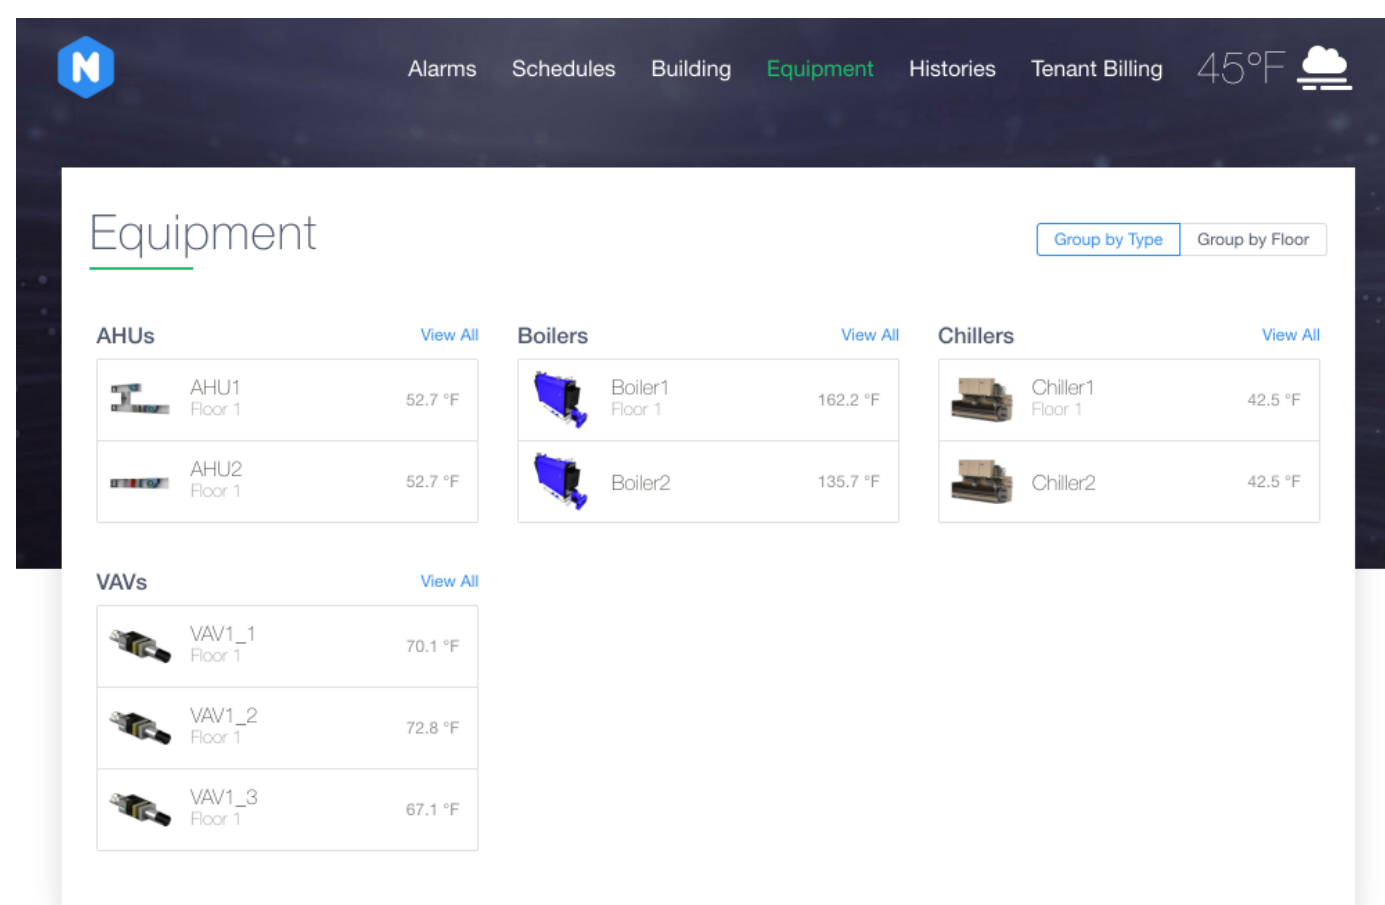 N
Alarms Schedules Building Equipment Histories Tenant Billing 45°F
Equipment
Group by Type Group by Floor
AHUs View All
AHU1
Floor 1
52.7 °F
AHU2
Floor 1
52.7 °F
Boilers View All
Boiler1
Floor 1
162.2 °F
Boiler2
135.7 °F
Chillers View All
Chiller1
Floor 1
42.5 °F
Chiller2
42.5 °F
VAVs View All
VAV1_1
Floor 1
70.1 °F
VAV1_2
Floor 1
72.8 °F
VAV1_3
Floor 1
67.1 °F